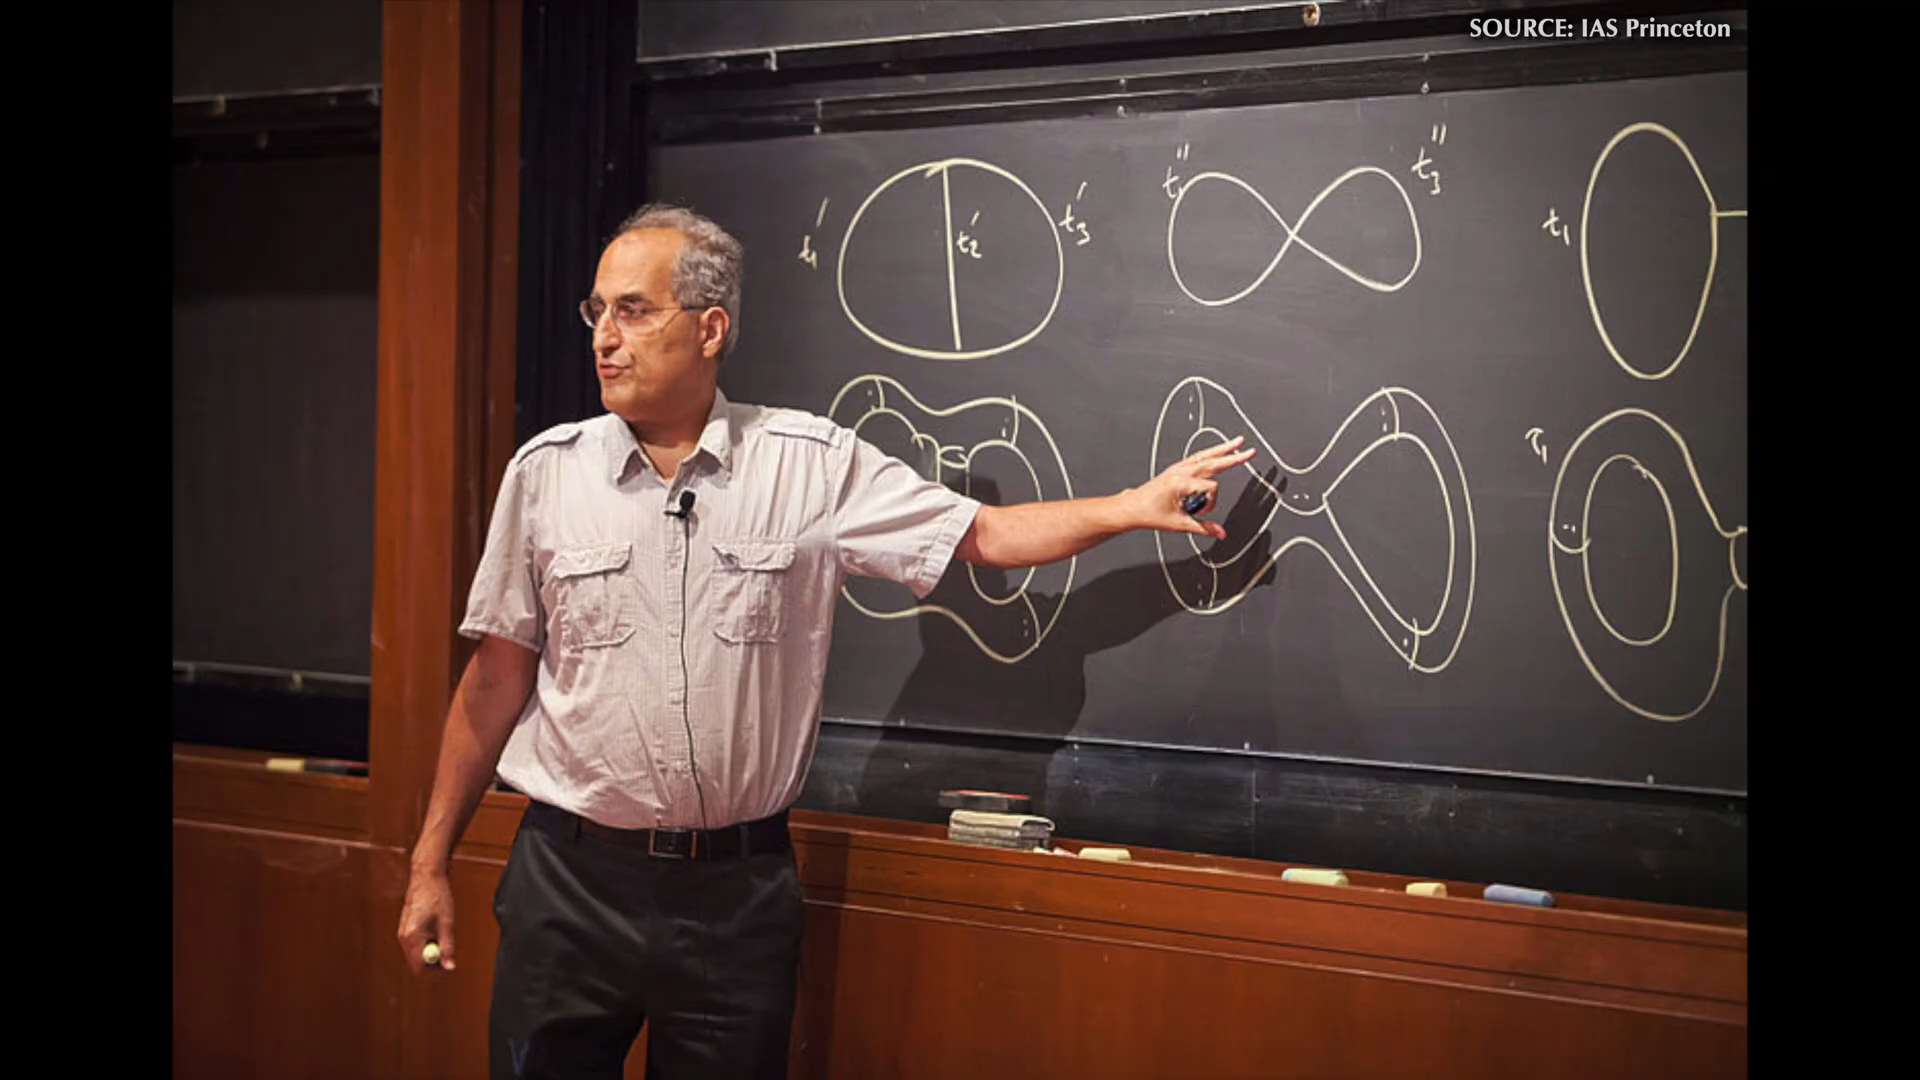 SOURCE: IAS Princeton
t₁′
t₂′
t₃′
t₁″
t₃″
t₁
τ₁